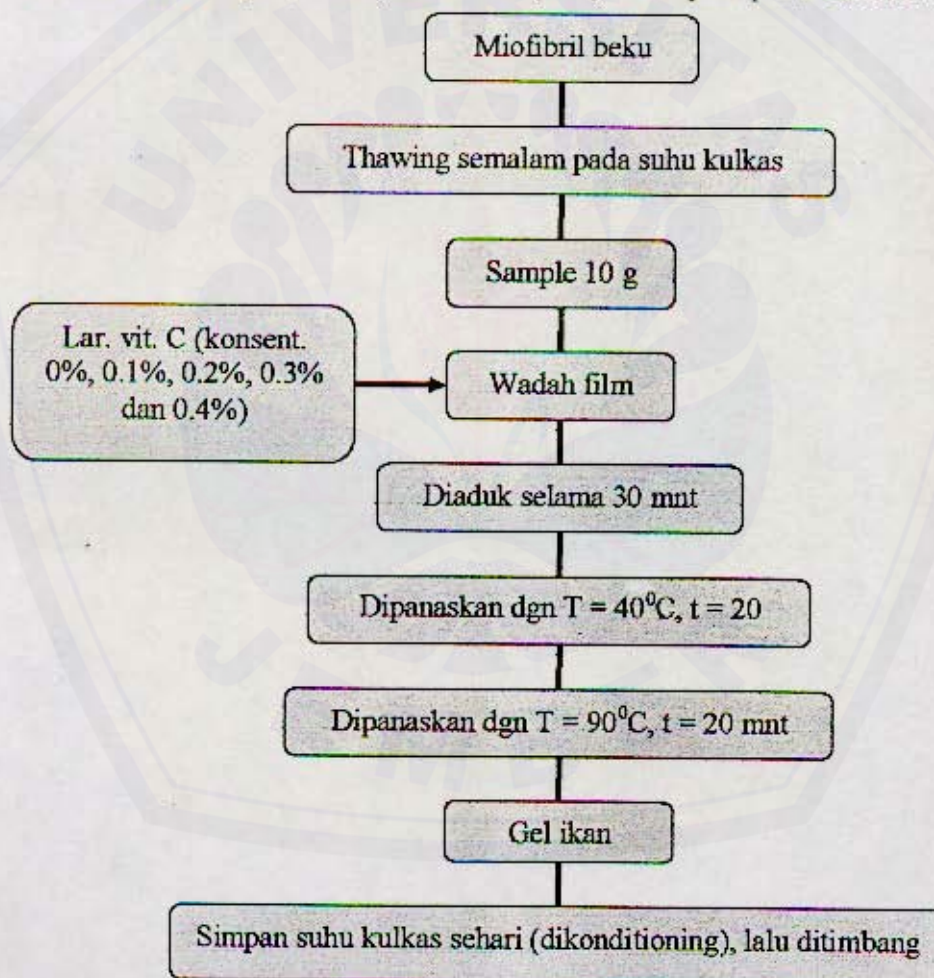 Miofibril beku
Thawing semalam pada suhu kulkas
Sample 10 g
Lar. vit. C (konsent.
0%, 0.1%, 0.2%, 0.3%
dan 0.4%)
Wadah film
Diaduk selama 30 mnt
Dipanaskan dgn T = 40⁰C, t = 20
Dipanaskan dgn T = 90⁰C, t = 20 mnt
Gel ikan
Simpan suhu kulkas sehari (dikonditioning), lalu ditimbang
UNIVERSITAS
JEMBER